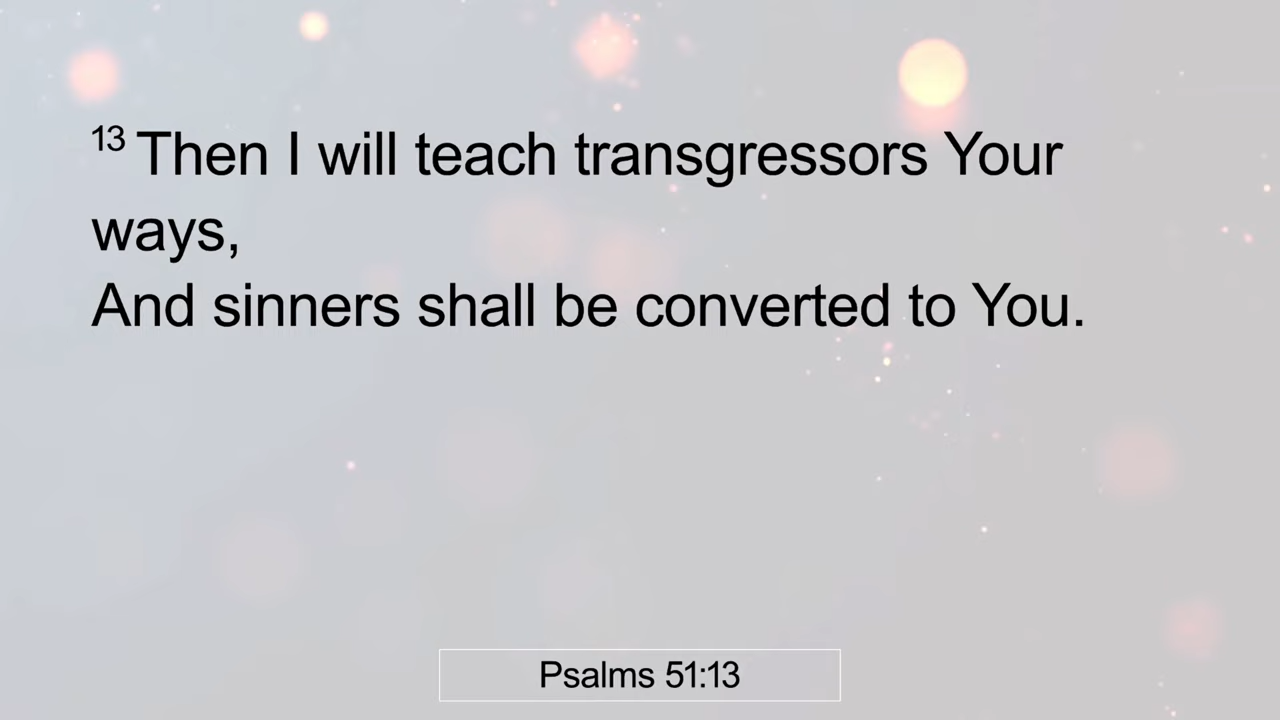 13 Then I will teach transgressors Your
ways,
And sinners shall be converted to You.
Psalms 51:13